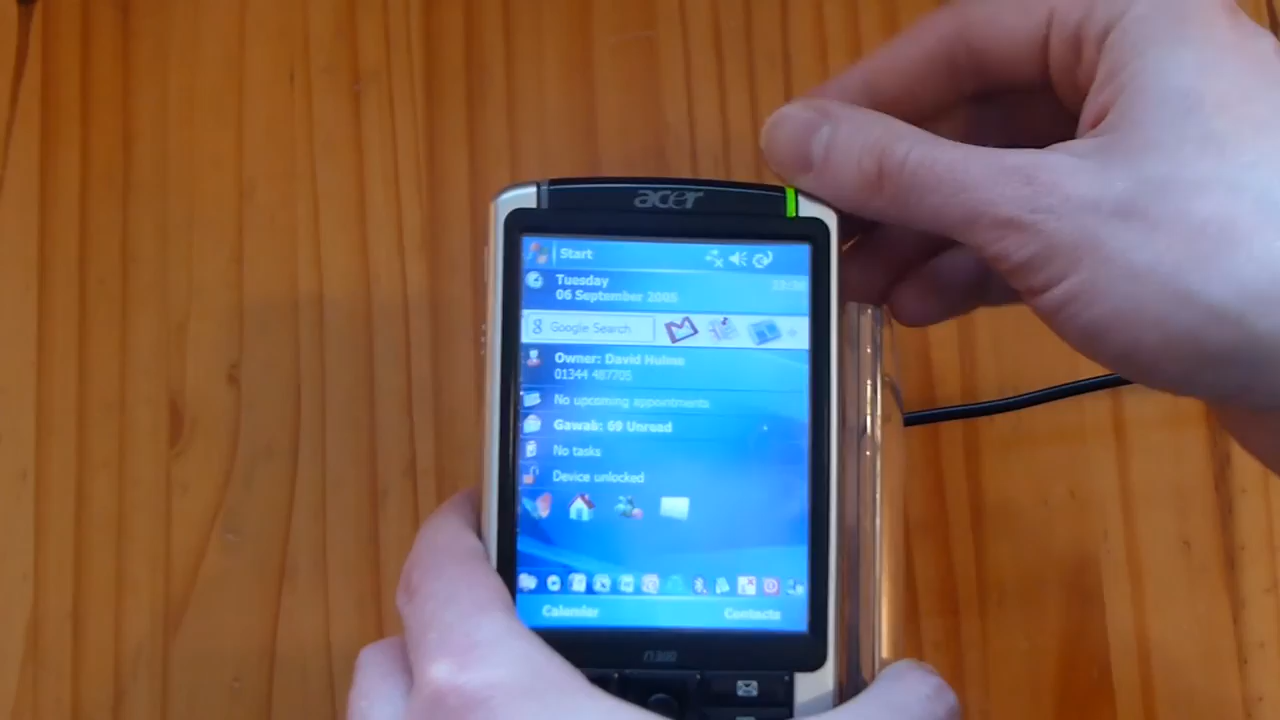 acer
Start
Tuesday
06 September 2005
Google Search
Owner: David Hulme
01344 487705
No upcoming appointments
Gawab: 69 Unread
No tasks
Device unlocked
Calendar
Contacts
n300